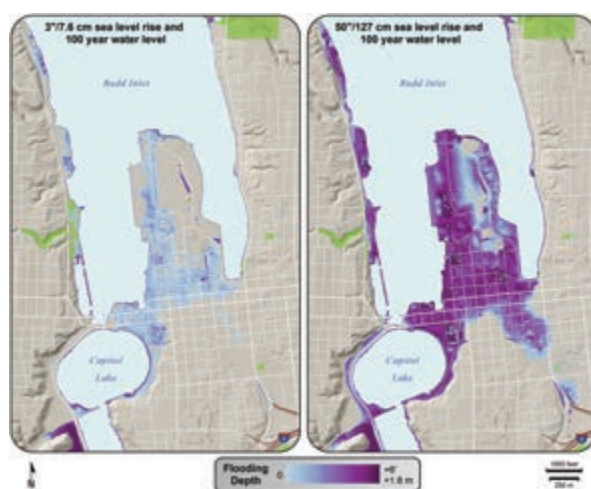 3"/7.6 cm sea level rise and
100 year water level
50"/127 cm sea level rise and
100 year water level
Budd Inlet
Budd Inlet
Capitol
Lake
Capitol
Lake
N
Flooding
Depth
0
+6'
+1.8 m
1000 feet
250 m